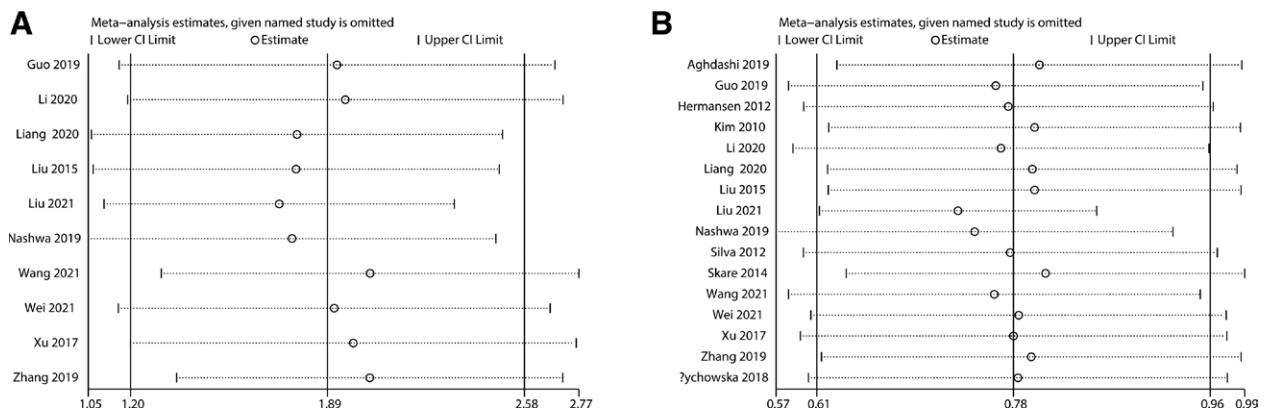 A
Meta−analysis estimates, given named study is omitted
| Lower CI Limit ○Estimate | Upper CI Limit
Guo 2019
Li 2020
Liang 2020
Liu 2015
Liu 2021
Nashwa 2019
Wang 2021
Wei 2021
Xu 2017
Zhang 2019
1.05 1.20 1.89 2.58 2.77
B
Meta−analysis estimates, given named study is omitted
| Lower CI Limit ○Estimate | Upper CI Limit
Aghdashi 2019
Guo 2019
Hermansen 2012
Kim 2010
Li 2020
Liang 2020
Liu 2015
Liu 2021
Nashwa 2019
Silva 2012
Skare 2014
Wang 2021
Wei 2021
Xu 2017
Zhang 2019
?ychowska 2018
0.57 0.61 0.78 0.96 0.99